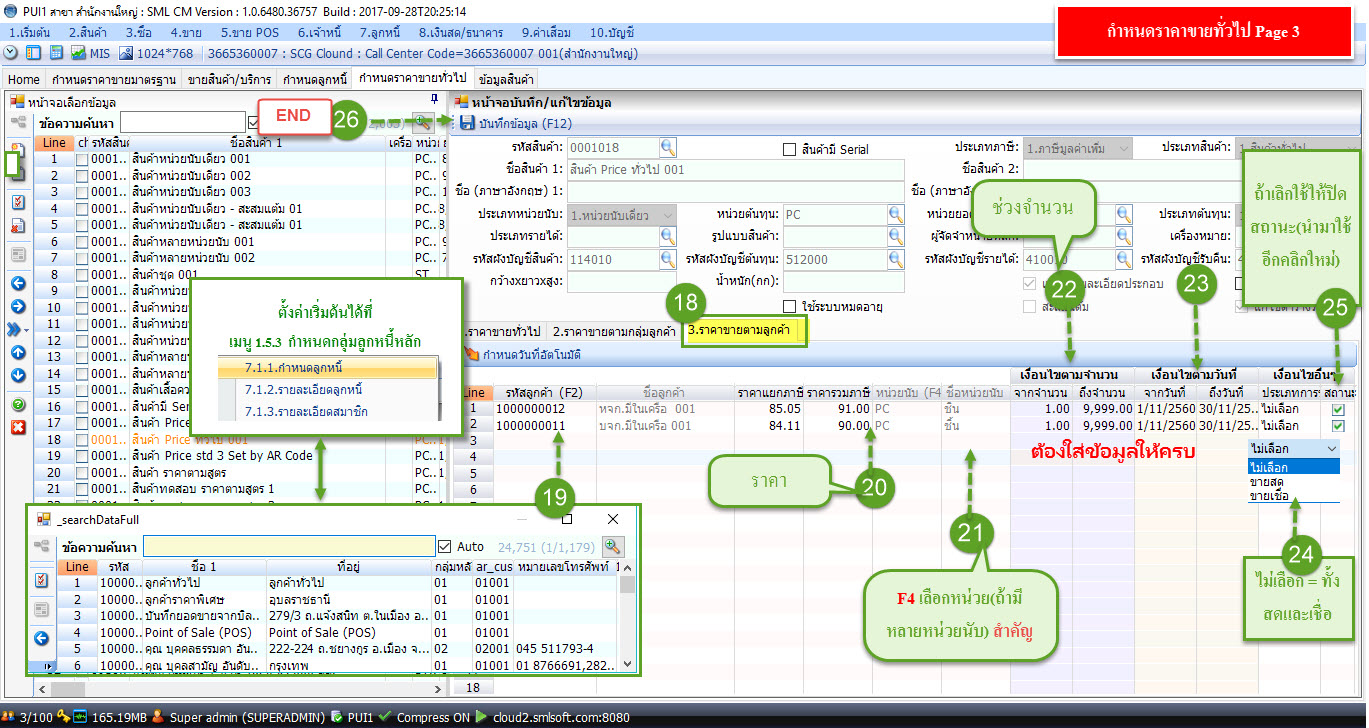 PUI1 สาขา สำนักงานใหญ่ : SML CM Version : 1.0.6480.36757 Build : 2017-09-28T20:25:14
กำหนดราคาขายทั่วไป Page 3
1.เริ่มต้น 2.สินค้า 3.ซื้อ 4.ขาย 5.ขาย POS 6.เจ้าหนี้ 7.ลูกหนี้ 8.เงินสด/ธนาคาร 9.ค่าเสื่อม 10.บัญชี
MIS 1024*768 3665360007 : SCG Clound : Call Center Code=3665360007 001(สำนักงานใหญ่)
Home กำหนดราคาขายมาตรฐาน ขายสินค้า/บริการ กำหนดลูกหนี้ กำหนดราคาขายทั่วไป ข้อมูลสินค้า
หน้าจอเลือกข้อมูล
ข้อความค้นหา
END
26
Line ch รหัสสินค้ ชื่อสินค้า 1 เครื่อ หน่ว
1 0001.. สินค้าหน่วยนับเดียว 001 PC..
2 0001.. สินค้าหน่วยนับเดียว 002 PC..
3 0001.. สินค้าหน่วยนับเดียว 003 PC..
4 0001.. สินค้าหน่วยนับเดียว - สะสมแต้ม 01 PC..
5 0001.. สินค้าหน่วยนับเดียว - สะสมแต้ม 01 PC..
6 0001.. สินค้าหลายหน่วยนับ 001 PC..
7 0001.. สินค้าหลายหน่วยนับ 002 PC..
8 0001.. สินค้าชุด 001 ST
9 0001..
10 0001..
11 0001.. สินค้า
12 0001.. สินค้าหน่วย
13 0001.. สินค้าหลาย
14 0001.. สินค้าหลาย
15 0001.. สินค้าเสื้อคว
16 0001.. สินค้ามี Ser
17 0001.. สินค้า Price
18 0001.. สินค้า Price ทั่วไป 001
19 0001.. สินค้า Price std 3 Set by AR Code PC..
20 0001.. สินค้า ราคาตามสูตร PC..
21 0001.. สินค้าทดสอบ ราคาตามสูตร 1 PC..
ตั้งค่าเริ่มต้นได้ที่
เมนู 1.5.3 กำหนดกลุ่มลูกหนี้หลัก
7.1.1.กำหนดลูกหนี้
7.1.2.รายละเอียดลูกหนี้
7.1.3.รายละเอียดสมาชิก
หน้าจอบันทึก/แก้ไขข้อมูล
บันทึกข้อมูล (F12)
รหัสสินค้า: 0001018 สินค้ามี Serial ประเภทภาษี: 1.ภาษีมูลค่าเพิ่ม ประเภทสินค้า: 1.สินค้าทั่วไป
ชื่อสินค้า 1: สินค้า Price ทั่วไป 001 ชื่อสินค้า 2:
ชื่อ (ภาษาอังกฤษ) 1: ชื่อ (ภาษาอัง
ประเภทหน่วยนับ: 1.หน่วยนับเดียว หน่วยต้นทุน: PC หน่วยยอด ประเภทต้นทุน:
ประเภทรายได้: รูปแบบสินค้า: เครื่องหมาย:
รหัสผังบัญชีสินค้า: 114010 รหัสผังบัญชีต้นทุน: 512000 รหัสผังบัญชีรายได้: รหัสผังบัญชีรับคืน:
กว้างxยาวxสูง: น้ำหนัก(กก):
ใช้ระบบหมดอายุ
ช่วงจำนวน
22
23
ถ้าเลิกใช้ให้ปิด
สถานะ(นำมาใช้
อีกคลิกใหม่)
25
18
.ราคาขายทั่วไป 2.ราคาขายตามกลุ่มลูกค้า 3.ราคาขายตามลูกค้า
กำหนดวันที่อัตโนมัติ
เงื่อนไขตามจำนวน เงื่อนไขตามวันที่ เงื่อนไขอื่นๆ
Line รหัสลูกค้า (F2) ชื่อลูกค้า ราคาแยกภาษี ราคารวมภาษี หน่วยนับ (F4 ชื่อหน่วยนับ จากจำนวน ถึงจำนวน จากวันที่ ถึงวันที่ ประเภทการ สถานะ
1 1000000012 หจก.มีในเครือ 001 85.05 91.00 PC ชิ้น 1.00 9,999.00 1/11/2560 30/11/25... ไม่เลือก
2 1000000011 บจก.มีในเครือ 001 84.11 90.00 PC ชิ้น 1.00 9,999.00 1/11/2560 30/11/25... ไม่เลือก
3
4
5
6
7
8
18
ต้องใส่ข้อมูลให้ครบ
ไม่เลือก
ไม่เลือก
ขายสด
ขายเชื่อ
24
ไม่เลือก = ทั้ง
สดและเชื่อ
ราคา
20
19
21
F4 เลือกหน่วย(ถ้ามี
หลายหน่วยนับ) สำคัญ
_searchDataFull
ข้อความค้นหา Auto 24,751 (1/1,179)
Line รหัส ชื่อ 1 ที่อยู่ กลุ่มหลั ar_cus หมายเลขโทรศัพท์
1 10000.. ลูกค้าทั่วไป ลูกค้าทั่วไป 01 01001
2 10000.. ลูกค้าราคาพิเศษ อุบลราชธานี 01 01001
3 10000.. บันทึกยอดขายจากบิล... 279/3 ถ.แจ้งสนิท ต.ในเมือง อ... 01 01001
4 10000.. Point of Sale (POS) Point of Sale (POS) 01 01001
5 10000.. คุณ บุคคลธรรมดา อัน.. 222-224 ถ.ชยางกูร อ.เมือง จ... 02 02001 045 511793-4
6 10000.. คุณ บุคลสามัญ อันดับ.. กรุงเทพ 01 01001 01 8766691,282...
3/100 165.19MB Super admin (SUPERADMIN) PUI1 Compress ON cloud2.smlsoft.com:8080